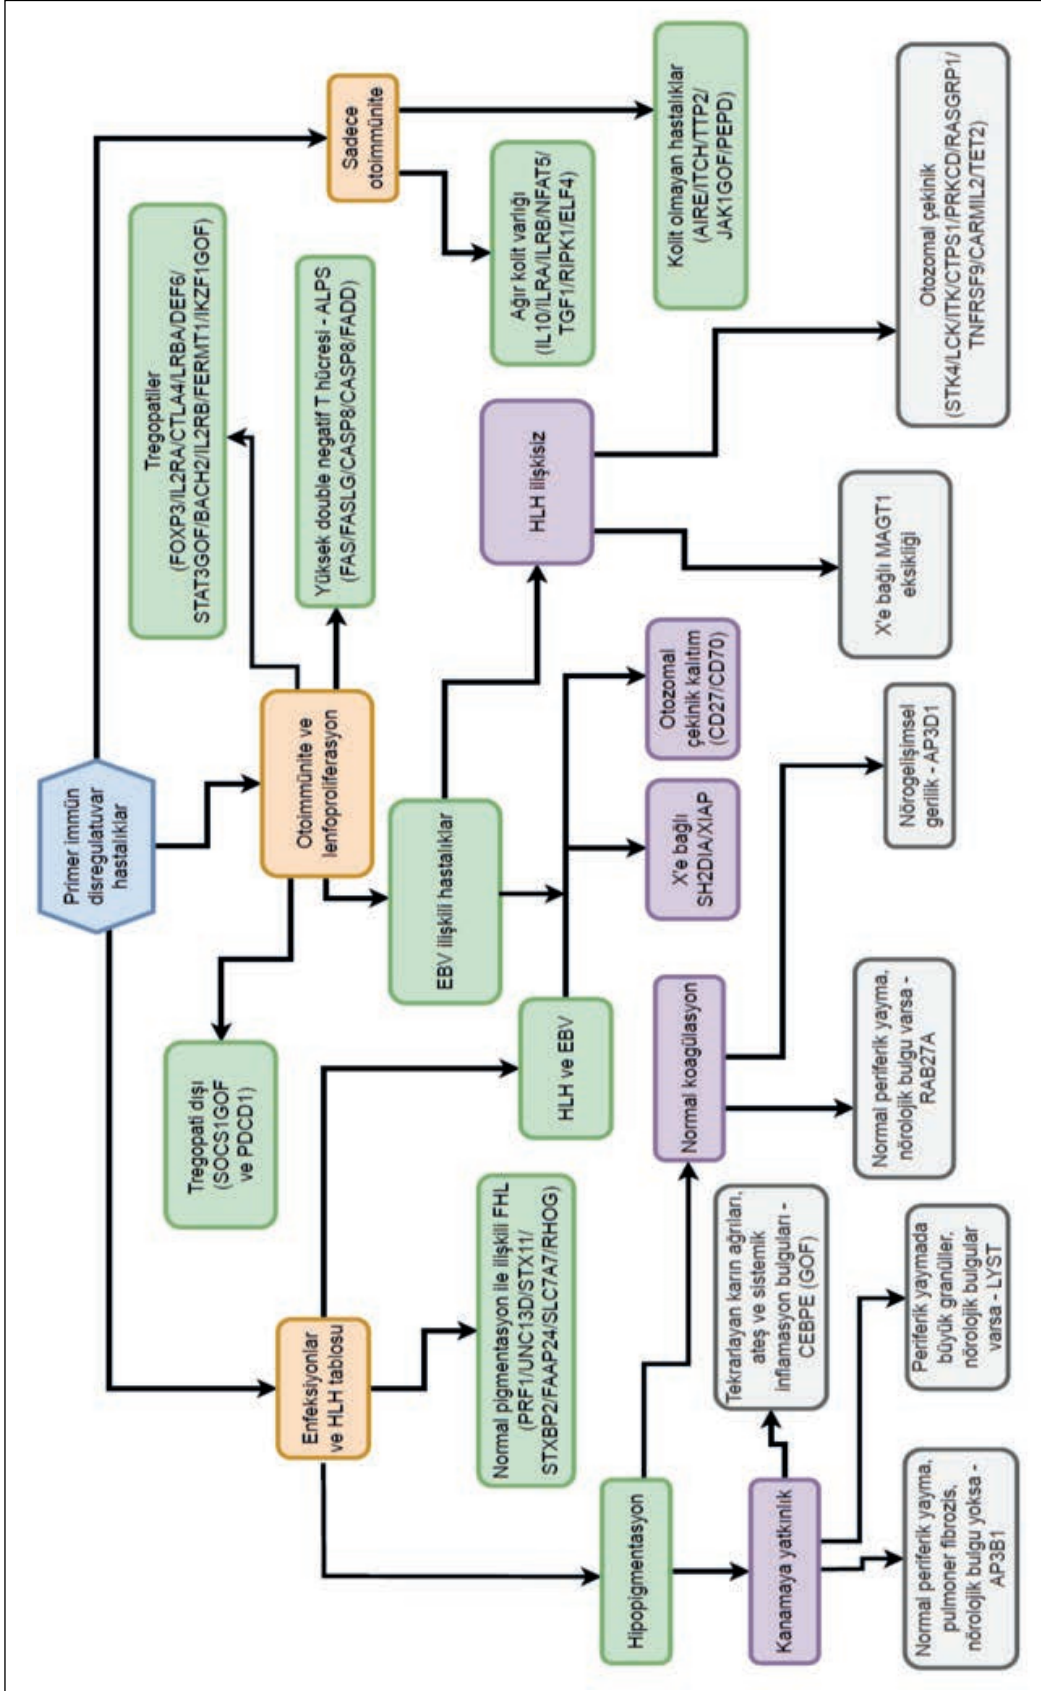 Primer immün
disregulatuvar
hastalıklar
Enfeksiyonlar
ve HLH tablosu
Otoimmünite ve
lenfoproliferasyon
Sadece
otoimmünite
Tregopati dışı
(SOCS1GOF
ve PDCD1)
Tregopatiler
(FOXP3/IL2RA/CTLA4/LRBA/DEF6/
STAT3GOF/BACH2/IL2RB/FERMT1/IKZF1GOF)
Yüksek double negatif T hücresi - ALPS
(FAS/FASLG/CASP8/CASP8/FADD)
Ağır kolit varlığı
(IL10/ILRA/ILRB/NFAT5/
TGF1/RIPK1/ELF4)
Kolit olmayan hastalıklar
(AIRE/ITCH/TTP2/
JAK1GOF/PEPD)
EBV ilişkili hastalıklar
Normal pigmentasyon ile ilişkili FHL
(PRF1/UNC13D/STX11/
STXBP2/FAAP24/SLC7A7/RHOG)
HLH ve EBV
HLH ilişkisiz
Hipopigmentasyon
Normal koagülasyon
X'e bağlı
SH2DIA/XIAP
Otozomal
çekinik kalıtım
(CD27/CD70)
Kanamaya yatkınlık
Tekrarlayan karın ağrıları,
ateş ve sistemik
inflamasyon bulguları -
CEBPE (GOF)
Normal periferik yayma,
pulmoner fibrozis,
nörolojik bulgu yoksa -
AP3B1
Periferik yaymada
büyük granüller,
nörolojik bulgular
varsa - LYST
Normal periferik yayma,
nörolojik bulgu varsa -
RAB27A
Nörogelişimsel
gerilik - AP3D1
X'e bağlı MAGT1
eksikliği
Otozomal çekinik
(STK4/LCK/ITK/CTPS1/PRKCD/RASGRP1/
TNFRSF9/CARMIL2/TET2)